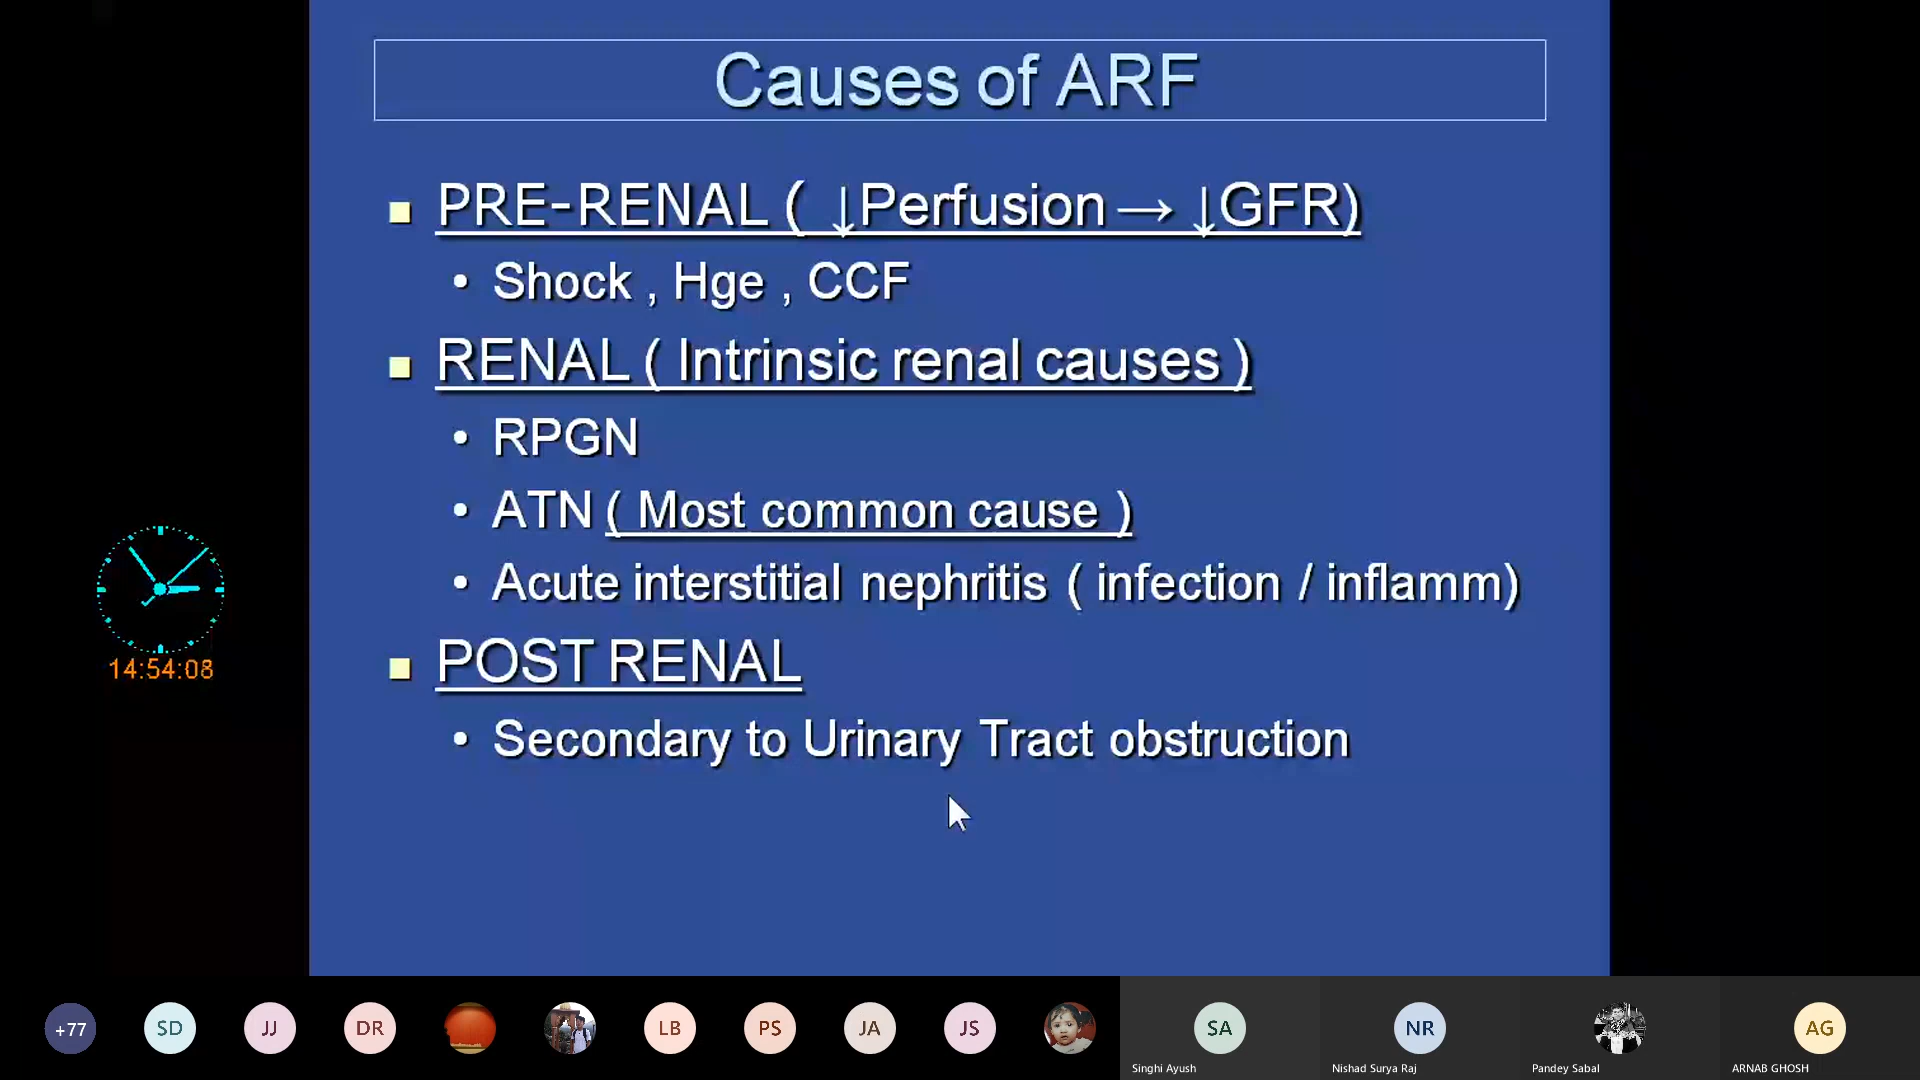 Causes of ARF
PRE-RENAL ( ↓Perfusion → ↓GFR)
• Shock , Hge , CCF
RENAL ( Intrinsic renal causes )
• RPGN
• ATN ( Most common cause )
• Acute interstitial nephritis ( infection / inflamm)
POST RENAL
• Secondary to Urinary Tract obstruction
14:54:08
+77
SD
JJ
DR
LB
PS
JA
JS
SA
NR
AG
Singhi Ayush
Nishad Surya Raj
Pandey Sabal
ARNAB GHOSH